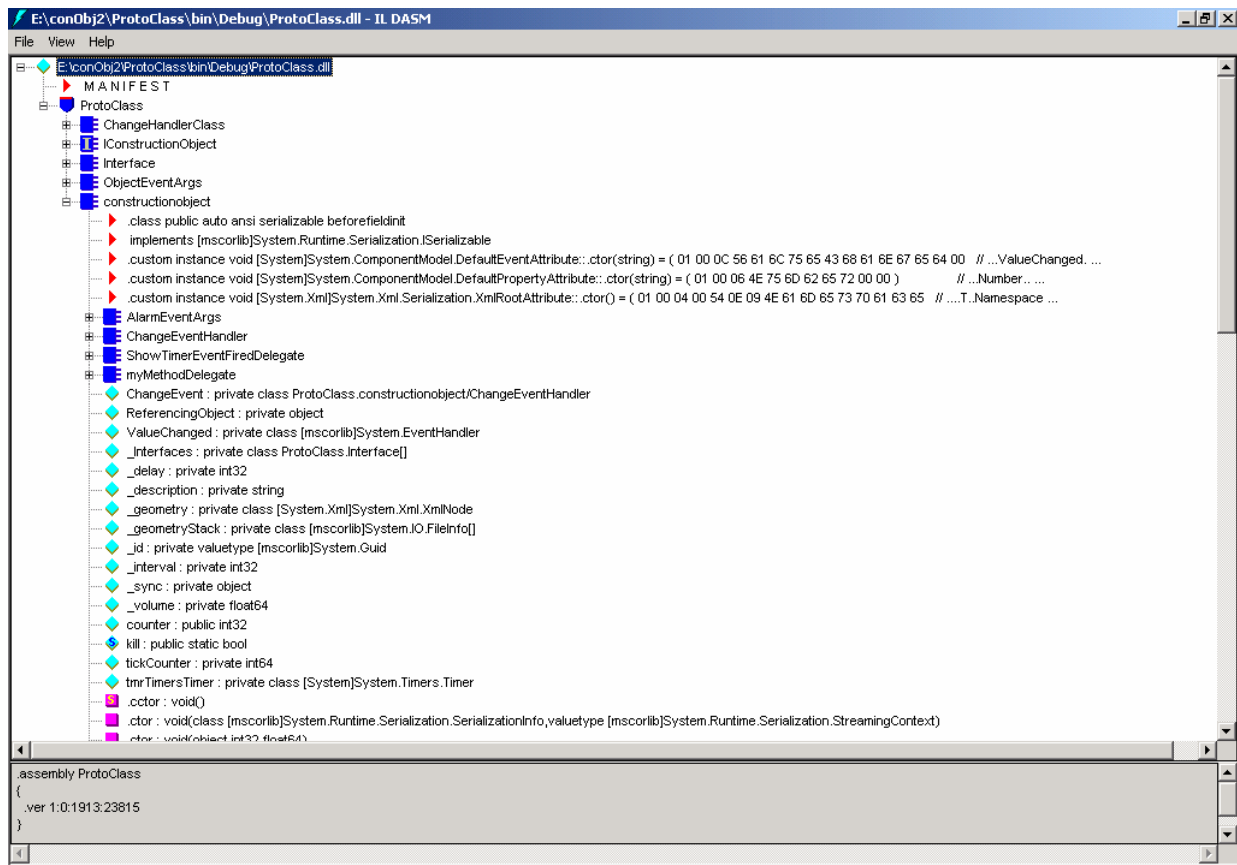 E:\conObj2\ProtoClass\bin\Debug\ProtoClass.dll - IL DASM
File View Help
E:\conObj2\ProtoClass\bin\Debug\ProtoClass.dll
M A N I F E S T
ProtoClass
ChangeHandlerClass
IConstructionObject
Interface
ObjectEventArgs
constructionobject
.class public auto ansi serializable beforefieldinit
implements [mscorlib]System.Runtime.Serialization.ISerializable
.custom instance void [System]System.ComponentModel.DefaultEventAttribute::.ctor(string) = ( 01 00 0C 56 61 6C 75 65 43 68 61 6E 67 65 64 00 // ...ValueChanged. ...
.custom instance void [System]System.ComponentModel.DefaultPropertyAttribute::.ctor(string) = ( 01 00 06 4E 75 6D 62 65 72 00 00 ) // ...Number.. ...
.custom instance void [System.Xml]System.Xml.Serialization.XmlRootAttribute::.ctor() = ( 01 00 04 00 54 0E 09 4E 61 6D 65 73 70 61 63 65 // ....T..Namespace ...
AlarmEventArgs
ChangeEventHandler
ShowTimerEventFiredDelegate
myMethodDelegate
ChangeEvent : private class ProtoClass.constructionobject/ChangeEventHandler
ReferencingObject : private object
ValueChanged : private class [mscorlib]System.EventHandler
_Interfaces : private class ProtoClass.Interface[]
_delay : private int32
_description : private string
_geometry : private class [System.Xml]System.Xml.XmlNode
_geometryStack : private class [mscorlib]System.IO.FileInfo[]
_id : private valuetype [mscorlib]System.Guid
_interval : private int32
_sync : private object
_volume : private float64
counter : public int32
kill : public static bool
tickCounter : private int64
tmrTimersTimer : private class [System]System.Timers.Timer
.cctor : void()
.ctor : void(class [mscorlib]System.Runtime.Serialization.SerializationInfo,valuetype [mscorlib]System.Runtime.Serialization.StreamingContext)
.ctor : void(object,int32,float64)
.assembly ProtoClass
{
.ver 1:0:1913:23815
}